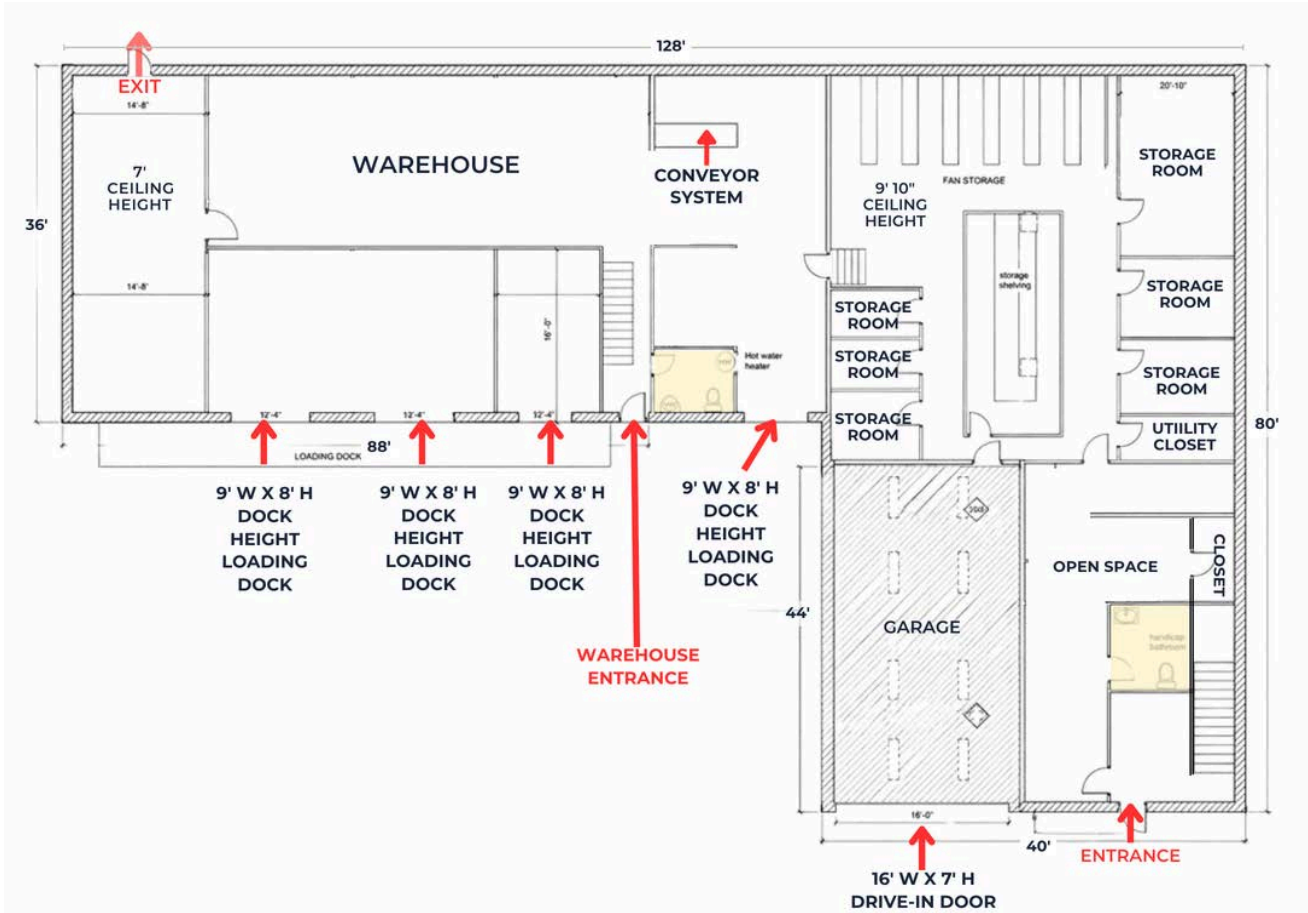 128'
EXIT
14'-8"
20'-10"
WAREHOUSE
CONVEYOR
SYSTEM
7'
CEILING
HEIGHT
36'
STORAGE
ROOM
FAN STORAGE
9' 10"
CEILING
HEIGHT
storage
shelving
14'-8"
STORAGE
ROOM
STORAGE
ROOM
16'-0"
Hot water
heater
STORAGE
ROOM
STORAGE
ROOM
STORAGE
ROOM
UTIILITY
CLOSET
80'
12'-4"
12'-4"
12'-4"
88'
LOADING DOCK
9' W X 8' H
DOCK
HEIGHT
LOADING
DOCK
9' W X 8' H
DOCK
HEIGHT
LOADING
DOCK
9' W X 8' H
DOCK
HEIGHT
LOADING
DOCK
9' W X 8' H
DOCK
HEIGHT
LOADING
DOCK
OPEN SPACE
CLOSET
44'
GARAGE
handicap
bathroom
WAREHOUSE
ENTRANCE
16'-0"
40'
ENTRANCE
16' W X 7' H
DRIVE-IN DOOR